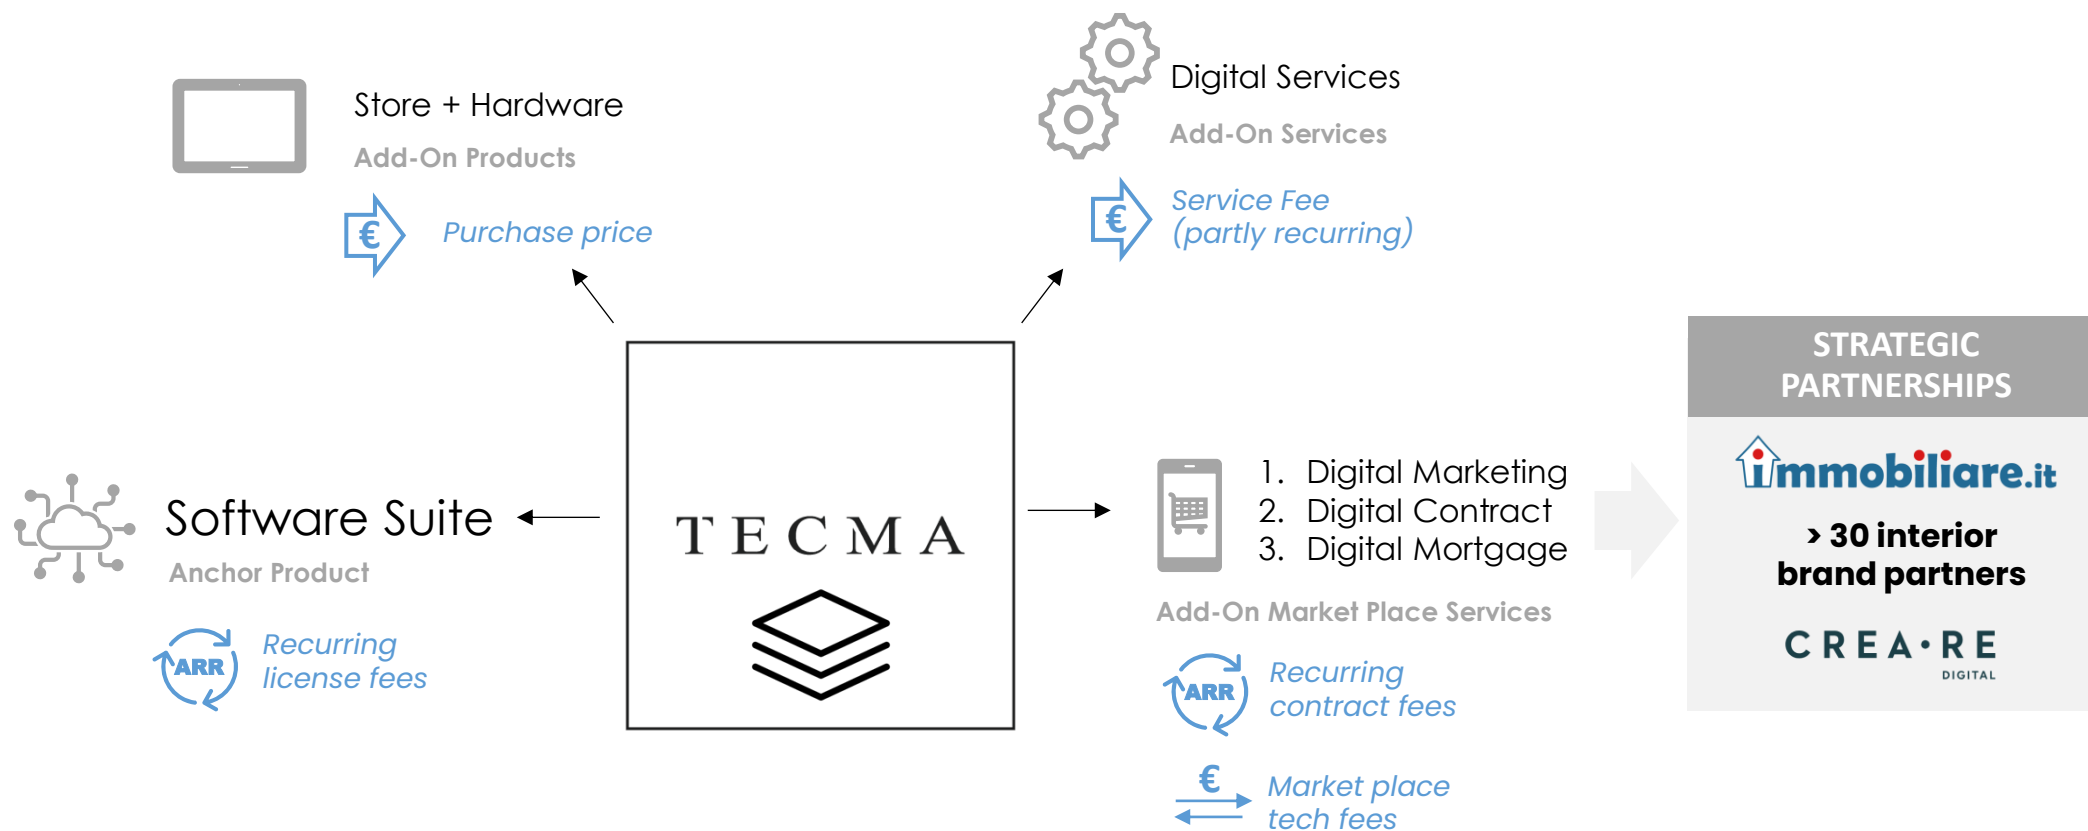 Store + Hardware
Add-On Products
€
Purchase price
Digital Services
Add-On Services
€
Service Fee
(partly recurring)
Software Suite
Anchor Product
ARR
Recurring
license fees
TECMA
1. Digital Marketing
2. Digital Contract
3. Digital Mortgage
Add-On Market Place Services
ARR
Recurring
contract fees
€
Market place
tech fees
STRATEGIC
PARTNERSHIPS
immobiliare.it
> 30 interior
brand partners
CREA•RE
DIGITAL